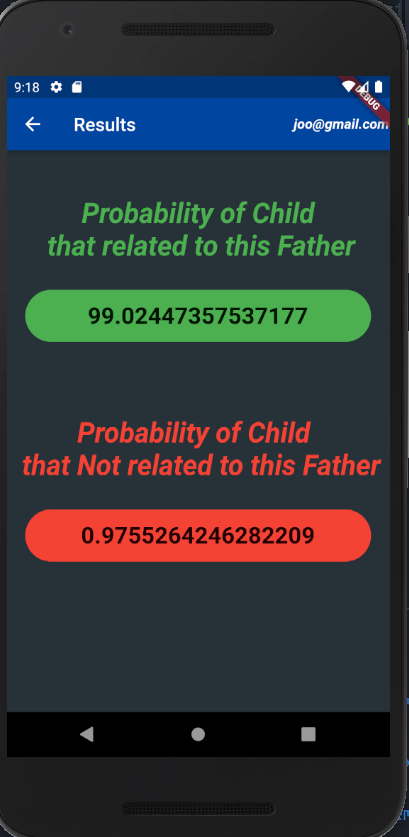 9:18
DEBUG
Results
joo@gmail.com
Probability of Child
that related to this Father
99.02447357537177
Probability of Child
that Not related to this Father
0.9755264246282209